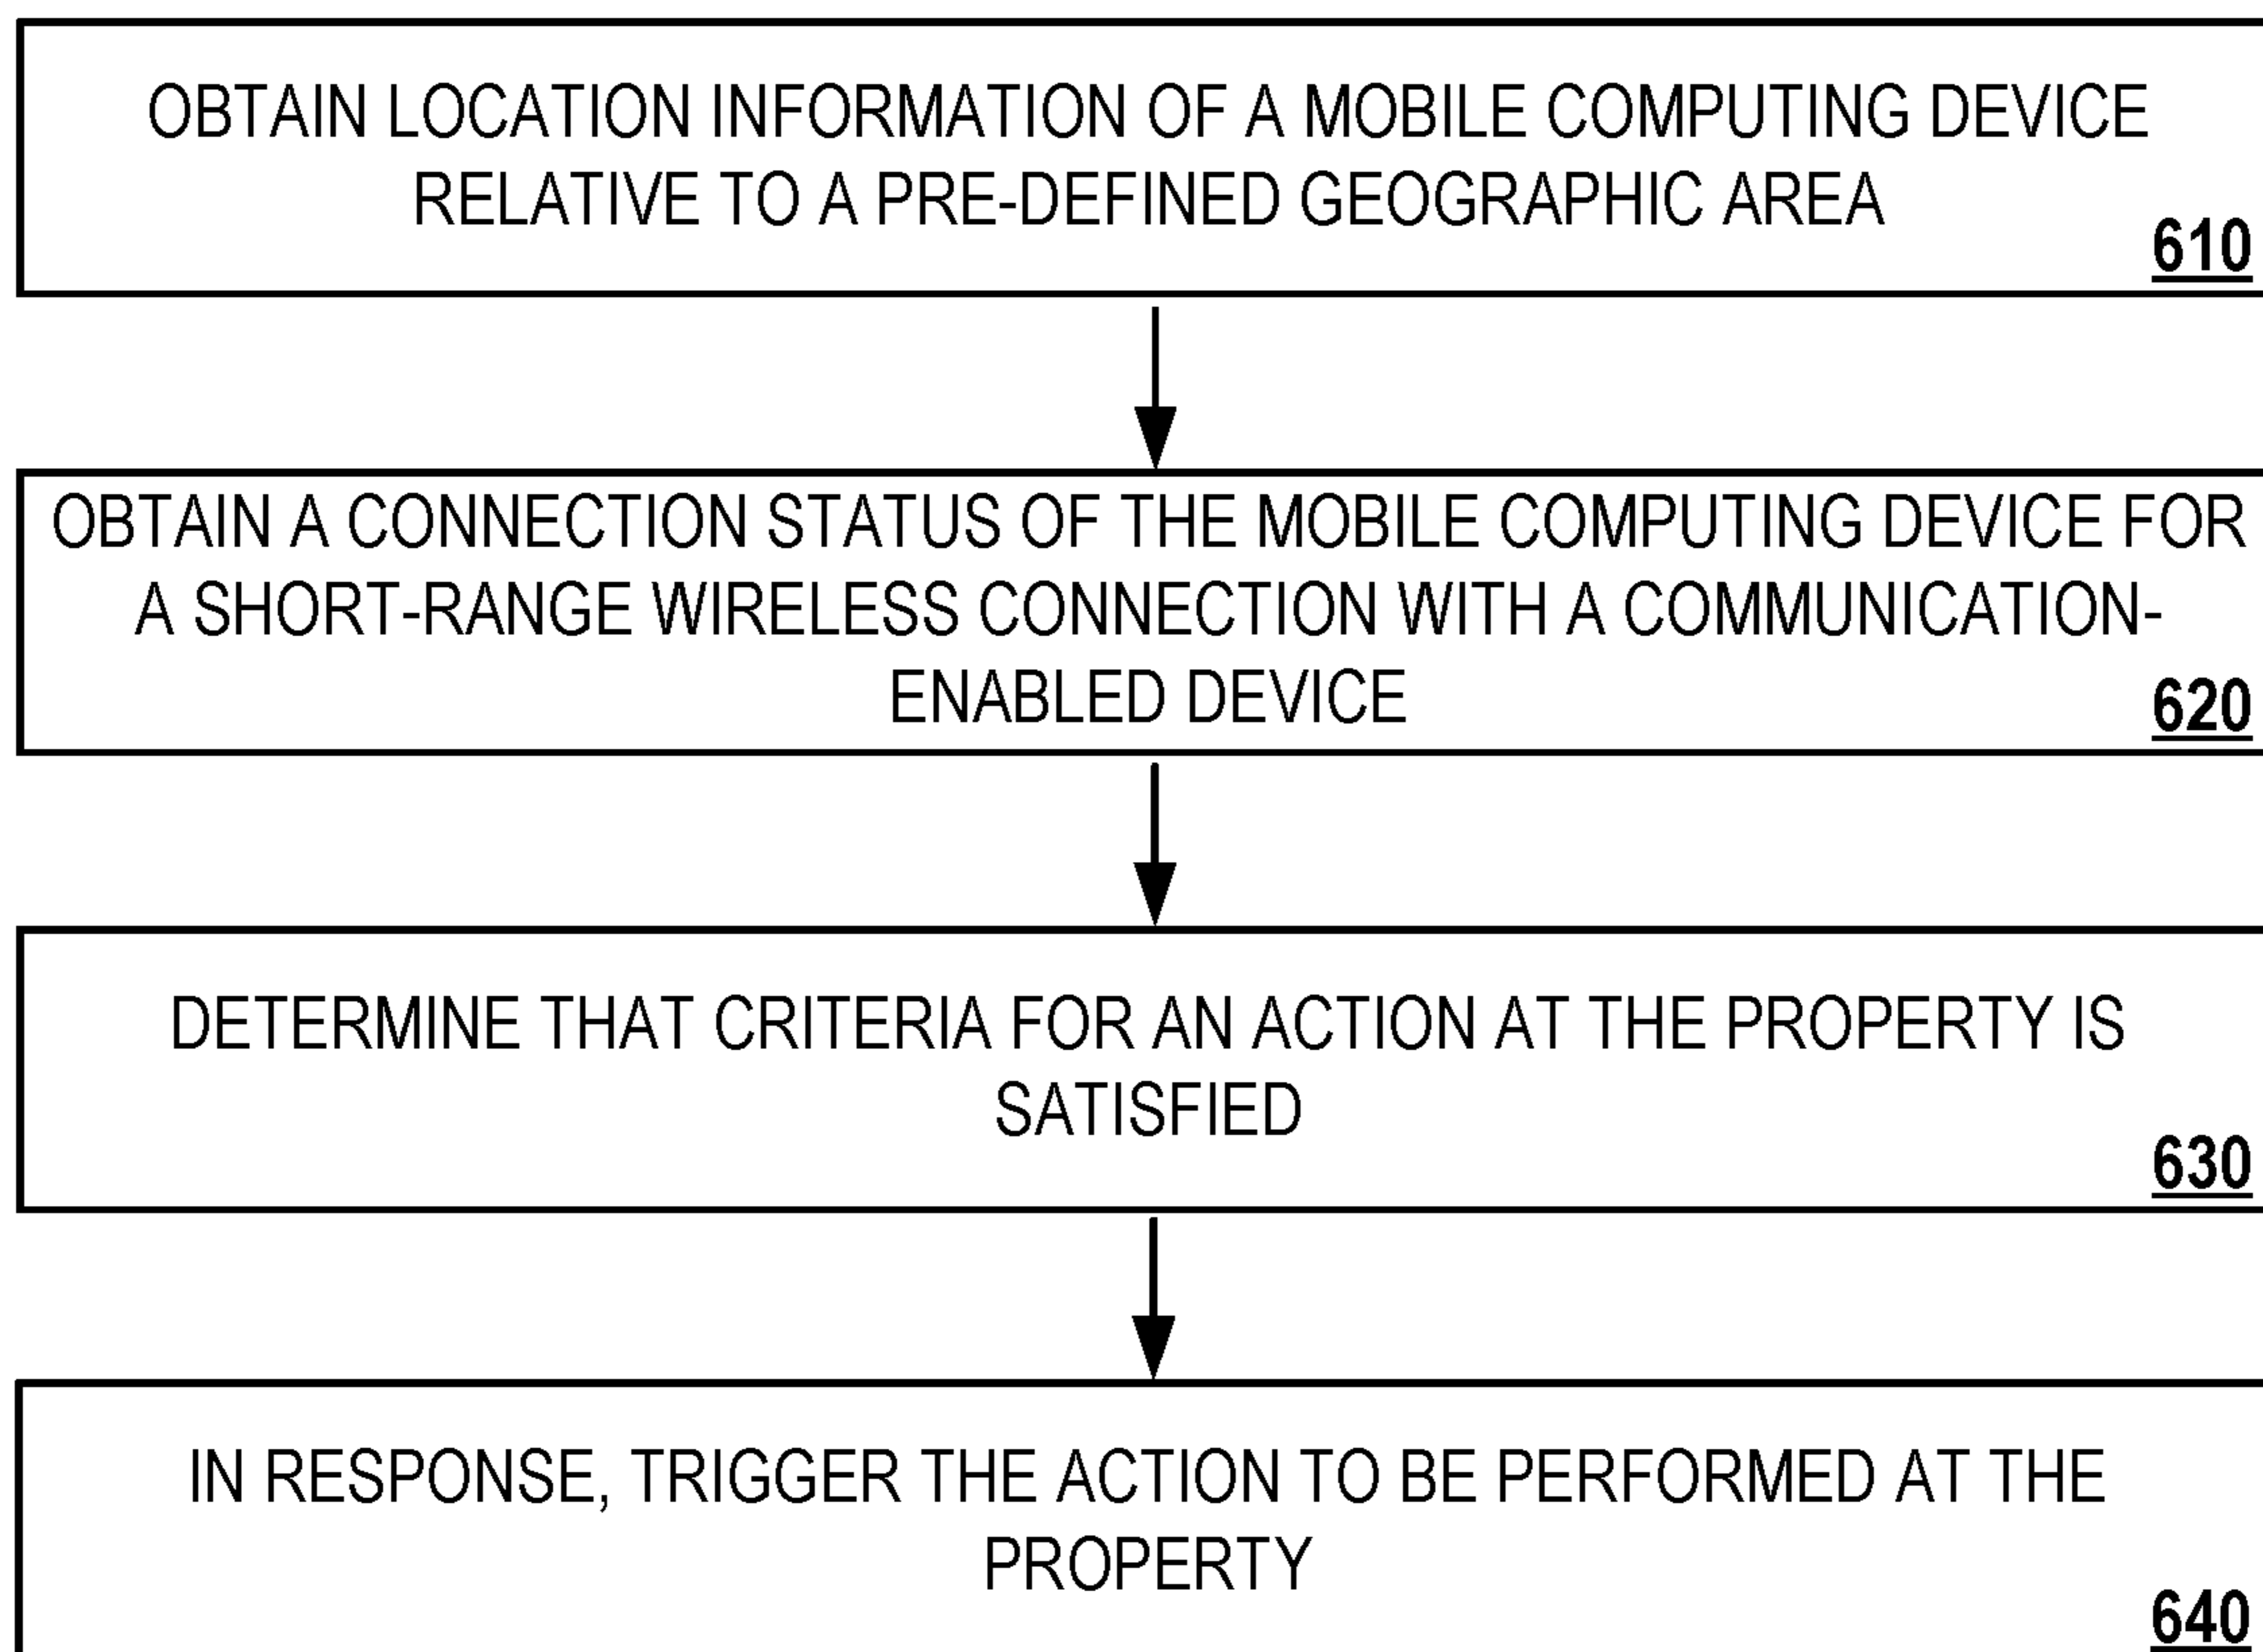 OBTAIN LOCATION INFORMATION OF A MOBILE COMPUTING DEVICE
RELATIVE TO A PRE-DEFINED GEOGRAPHIC AREA
610
OBTAIN A CONNECTION STATUS OF THE MOBILE COMPUTING DEVICE FOR
A SHORT-RANGE WIRELESS CONNECTION WITH A COMMUNICATION-
ENABLED DEVICE
620
DETERMINE THAT CRITERIA FOR AN ACTION AT THE PROPERTY IS
SATISFIED
630
IN RESPONSE, TRIGGER THE ACTION TO BE PERFORMED AT THE
PROPERTY
640